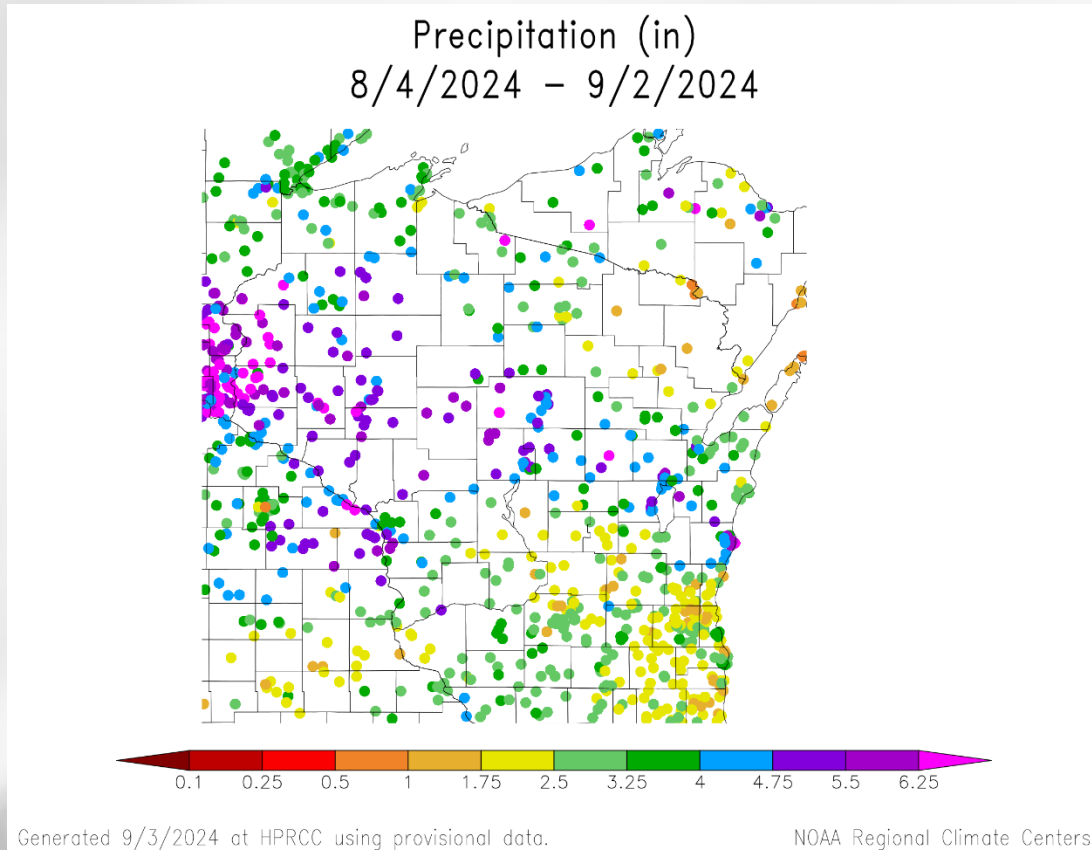 Precipitation (in)
8/4/2024 – 9/2/2024
0.1 0.25 0.5 1 1.75 2.5 3.25 4 4.75 5.5 6.25
Generated 9/3/2024 at HPRCC using provisional data.
NOAA Regional Climate Centers